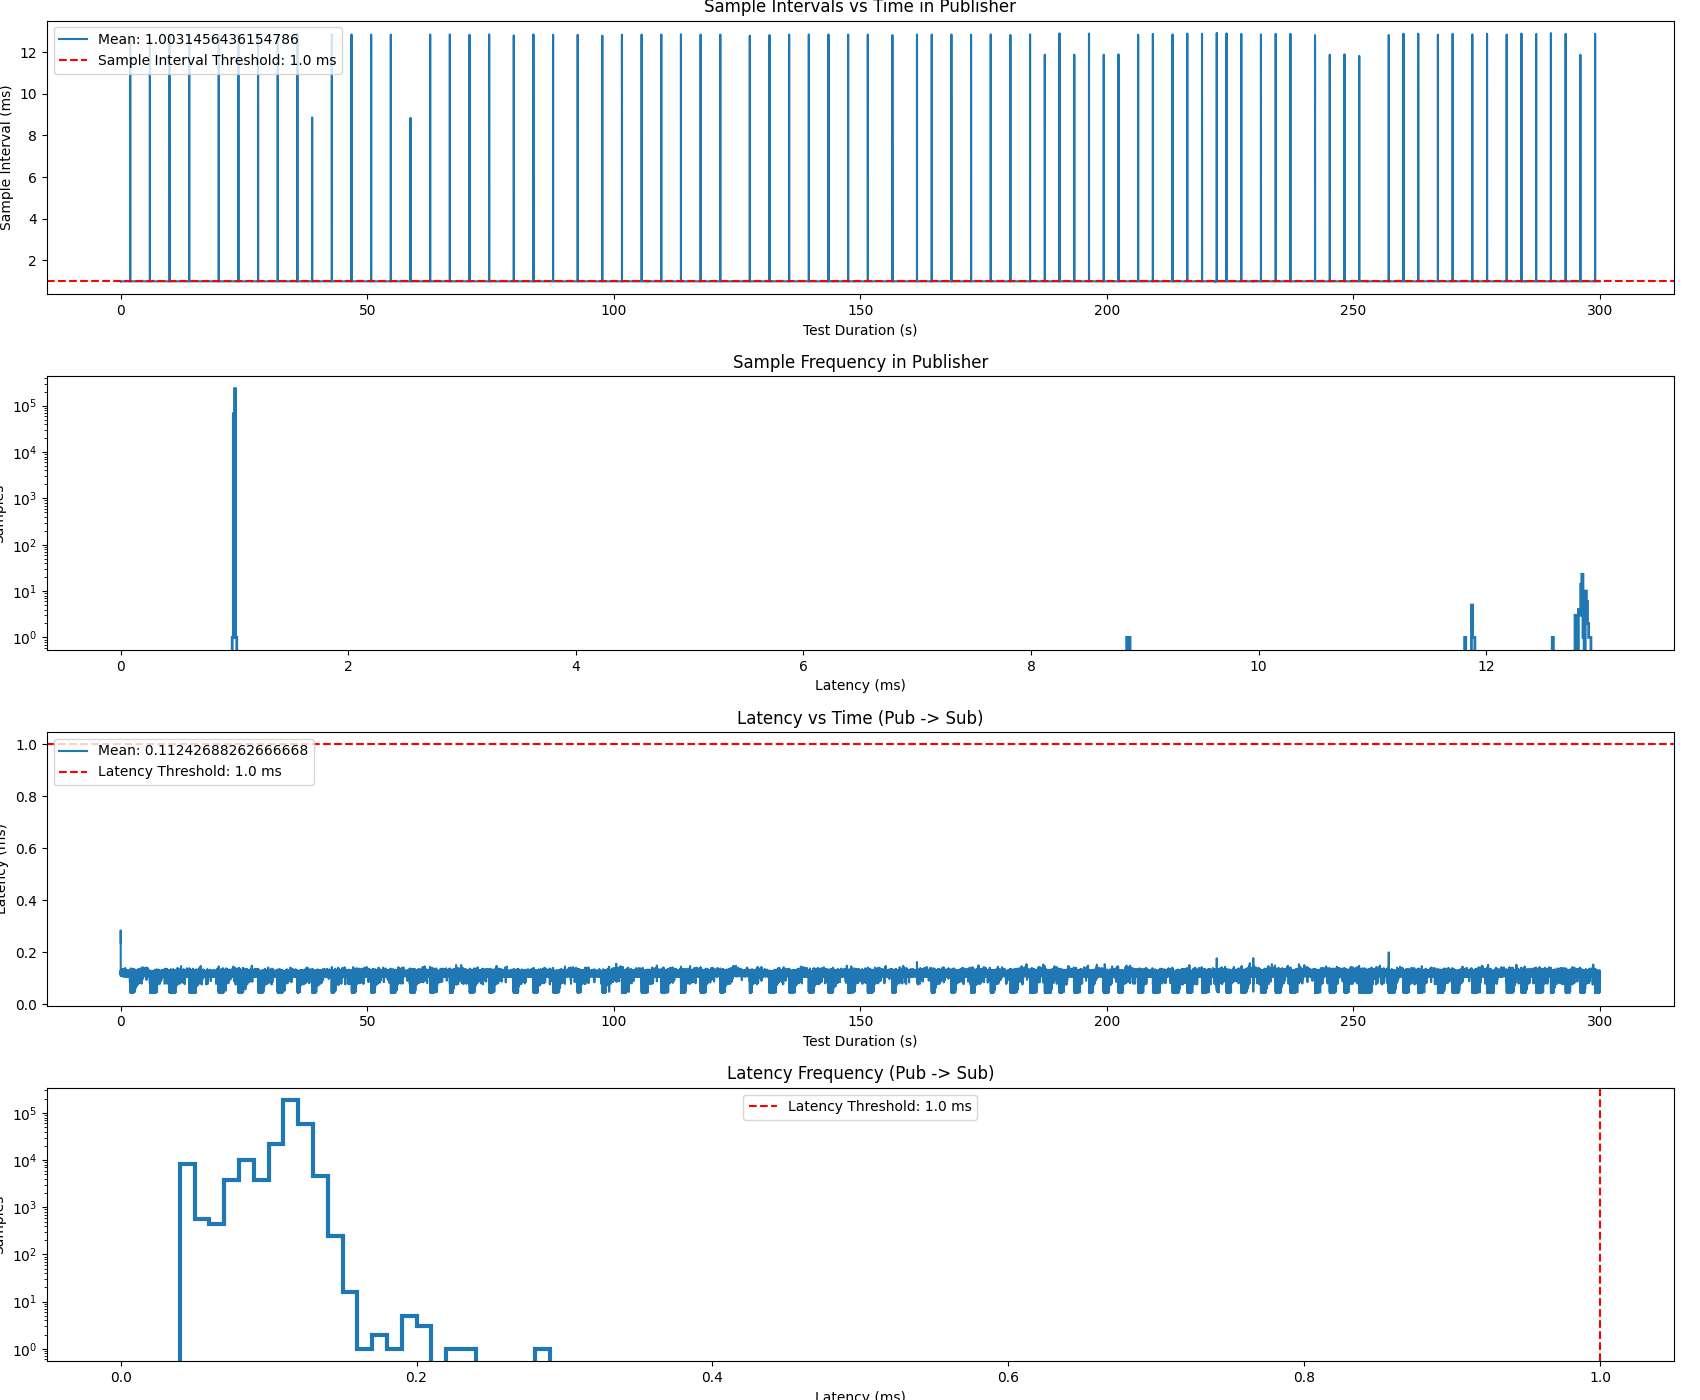 Sample Intervals vs Time in Publisher
Mean: 1.0031456436154786
Sample Interval Threshold: 1.0 ms
Sample Interval (ms)
12
10
8
6
4
2
0 50 100 150 200 250 300
Test Duration (s)
Sample Frequency in Publisher
10^5
10^4
10^3
10^2
10^1
10^0
0 2 4 6 8 10 12
Latency (ms)
Latency vs Time (Pub -> Sub)
Mean: 0.11242688262666668
Latency Threshold: 1.0 ms
Latency (ms)
1.0
0.8
0.6
0.4
0.2
0.0
0 50 100 150 200 250 300
Test Duration (s)
Latency Frequency (Pub -> Sub)
Latency Threshold: 1.0 ms
10^5
10^4
10^3
10^2
10^1
10^0
0.0 0.2 0.4 0.6 0.8 1.0
Latency (ms)